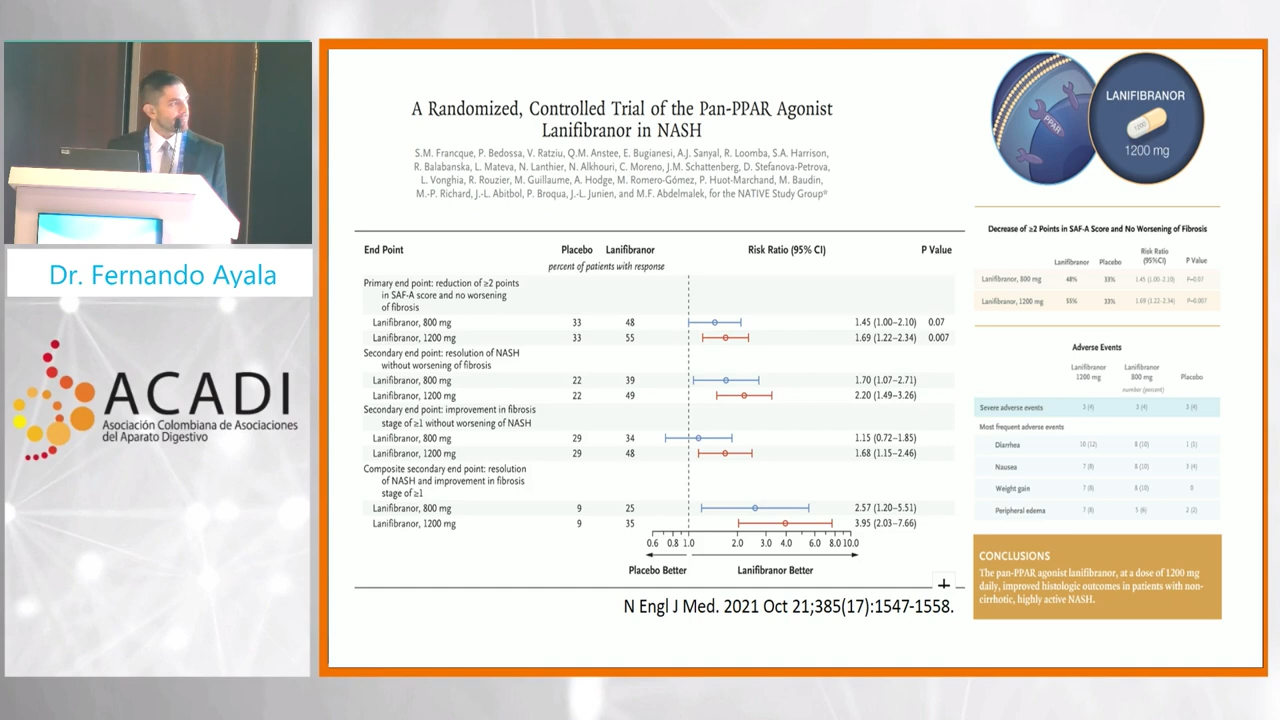 Dr. Fernando Ayala
ACADI
Asociación Colombiana de Asociaciones
del Aparato Digestivo
A Randomized, Controlled Trial of the Pan-PPAR Agonist
Lanifibranor in NASH
S.M. Francque, P. Bedossa, V. Ratziu, Q.M. Anstee, E. Bugianesi, A.J. Sanyal, R. Loomba, S.A. Harrison,
R. Balabanska, L. Mateva, N. Lanthier, N. Alkhouri, C. Moreno, J.M. Schattenberg, D. Stefanova-Petrova,
L. Vonghia, R. Rouzier, M. Guillaume, A. Hodge, M. Romero-Gómez, P. Huot-Marchand, M. Baudin,
M.-P. Richard, J.-L. Abitbol, P. Broqua, J.-L. Junien, and M.F. Abdelmalek, for the NATIVE Study Group*
End Point Placebo Lanifibranor Risk Ratio (95% CI) P Value
percent of patients with response
Primary end point: reduction of ≥2 points
in SAF-A score and no worsening
of fibrosis
Lanifibranor, 800 mg 33 48 1.45 (1.00–2.10) 0.07
Lanifibranor, 1200 mg 33 55 1.69 (1.22–2.34) 0.007
Secondary end point: resolution of NASH
without worsening of fibrosis
Lanifibranor, 800 mg 22 39 1.70 (1.07–2.71)
Lanifibranor, 1200 mg 22 49 2.20 (1.49–3.26)
Secondary end point: improvement in fibrosis
stage of ≥1 without worsening of NASH
Lanifibranor, 800 mg 29 34 1.15 (0.72–1.85)
Lanifibranor, 1200 mg 29 48 1.68 (1.15–2.46)
Composite secondary end point: resolution
of NASH and improvement in fibrosis
stage of ≥1
Lanifibranor, 800 mg 9 25 2.57 (1.20–5.51)
Lanifibranor, 1200 mg 9 35 3.95 (2.03–7.66)
0.6 0.8 1.0 2.0 3.0 4.0 6.0 8.0 10.0
Placebo Better Lanifibranor Better
N Engl J Med. 2021 Oct 21;385(17):1547-1558.
PPAR
LANIFIBRANOR
1200
1200 mg
Decrease of ≥2 Points in SAF-A Score and No Worsening of Fibrosis
Lanifibranor Placebo Risk Ratio (95%CI) P Value
Lanifibranor, 800 mg 48% 33% 1.45 (1.00–2.10) P=0.07
Lanifibranor, 1200 mg 55% 33% 1.69 (1.22–2.34) P=0.007
Adverse Events
Lanifibranor 1200 mg Lanifibranor 800 mg Placebo
number (percent)
Severe adverse events 3 (4) 3 (4) 3 (4)
Most frequent adverse events
Diarrhea 10 (12) 8 (10) 1 (1)
Nausea 7 (8) 8 (10) 3 (4)
Weight gain 7 (8) 8 (10) 0
Peripheral edema 7 (8) 5 (6) 2 (2)
CONCLUSIONS
The pan-PPAR agonist lanifibranor, at a dose of 1200 mg
daily, improved histologic outcomes in patients with non-
cirrhotic, highly active NASH.